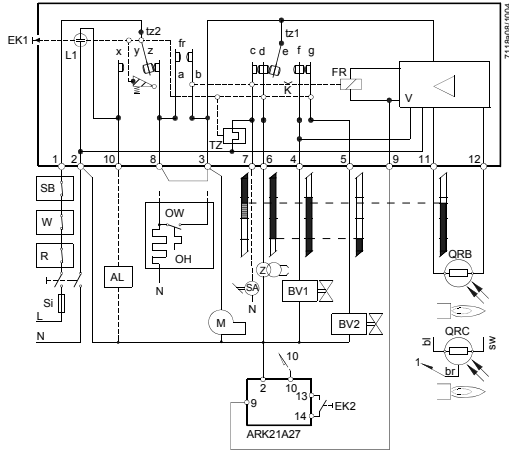 7118a08/1004
EK1
L1
tz2
x
y
z
fr
a
b
tz1
c
d
e
f
g
K
FR
V
TZ
1
2
10
8
3
7
6
4
5
9
11
12
SB
W
R
Si
L
N
AL
OW
OH
N
M
Z
SA
N
BV1
BV2
QRB
QRC
bl
sw
br
1
10
2
10
9
13
14
EK2
ARK21A27